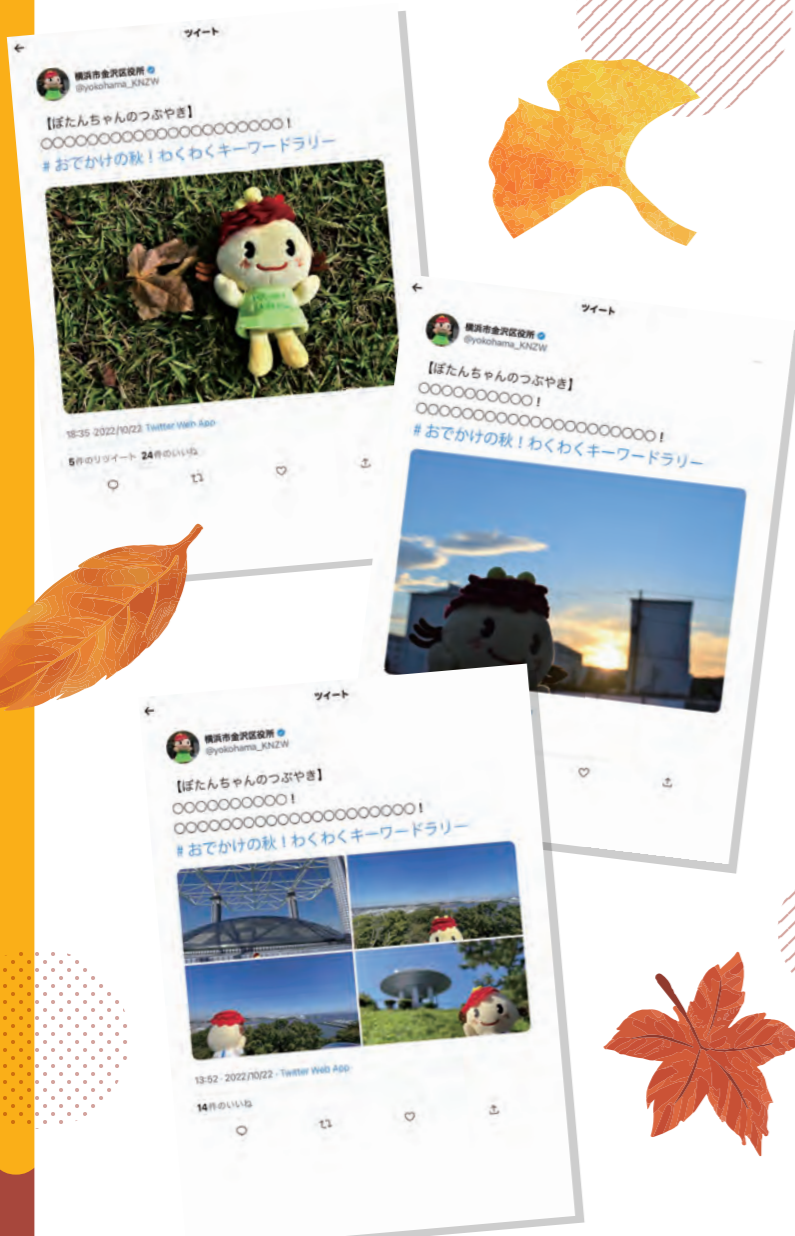 ツイート
横浜市金沢区役所
@yokohama_KNZW
【ぼたんちゃんのつぶやき】
○○○○○○○○○○○○○○○○○○○○○！
#おでかけの秋！わくわくキーワードラリー
18:35·2022/10/22·Twitter Web App
5件のリツイート 24件のいいね
ツイート
横浜市金沢区役所
@yokohama_KNZW
【ぼたんちゃんのつぶやき】
○○○○○○○○○○！
○○○○○○○○○○○○○○○○○○○○○！
#おでかけの秋！わくわくキーワードラリー
ツイート
横浜市金沢区役所
@yokohama_KNZW
【ぼたんちゃんのつぶやき】
○○○○○○○○○○！
○○○○○○○○○○○○○○○○○○○○○！
#おでかけの秋！わくわくキーワードラリー
13:52·2022/10/22·Twitter Web App
14件のいいね